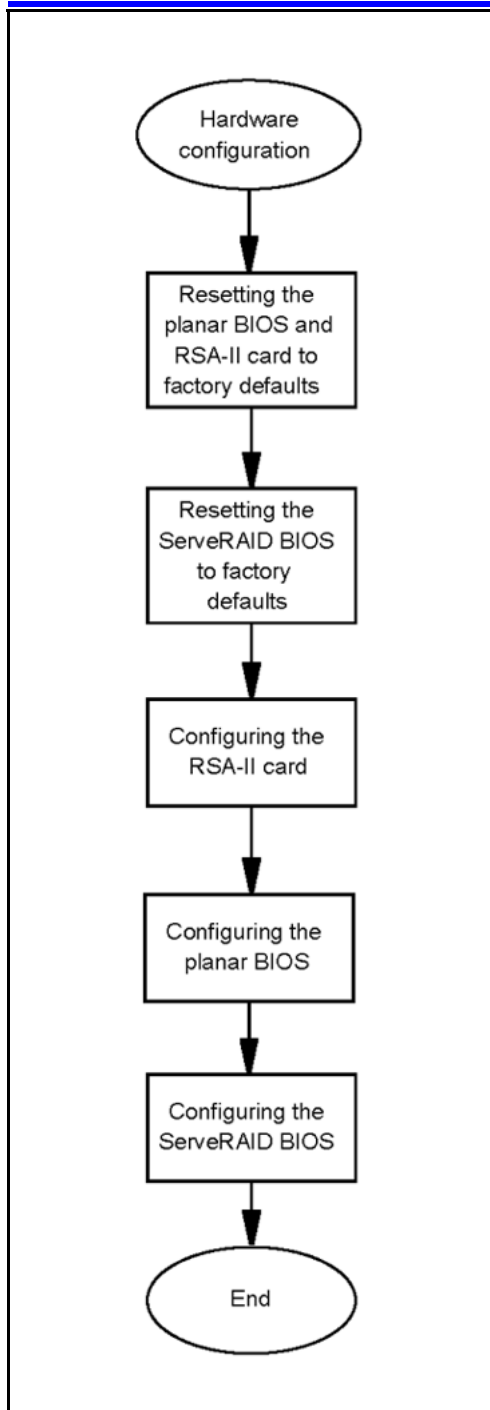 Hardware
configuration
Resetting the
planar BIOS and
RSA-II card to
factory defaults
Resetting the
ServeRAID BIOS
to factory
defaults
Configuring the
RSA-II card
Configuring the
planar BIOS
Configuring the
ServeRAID BIOS
End